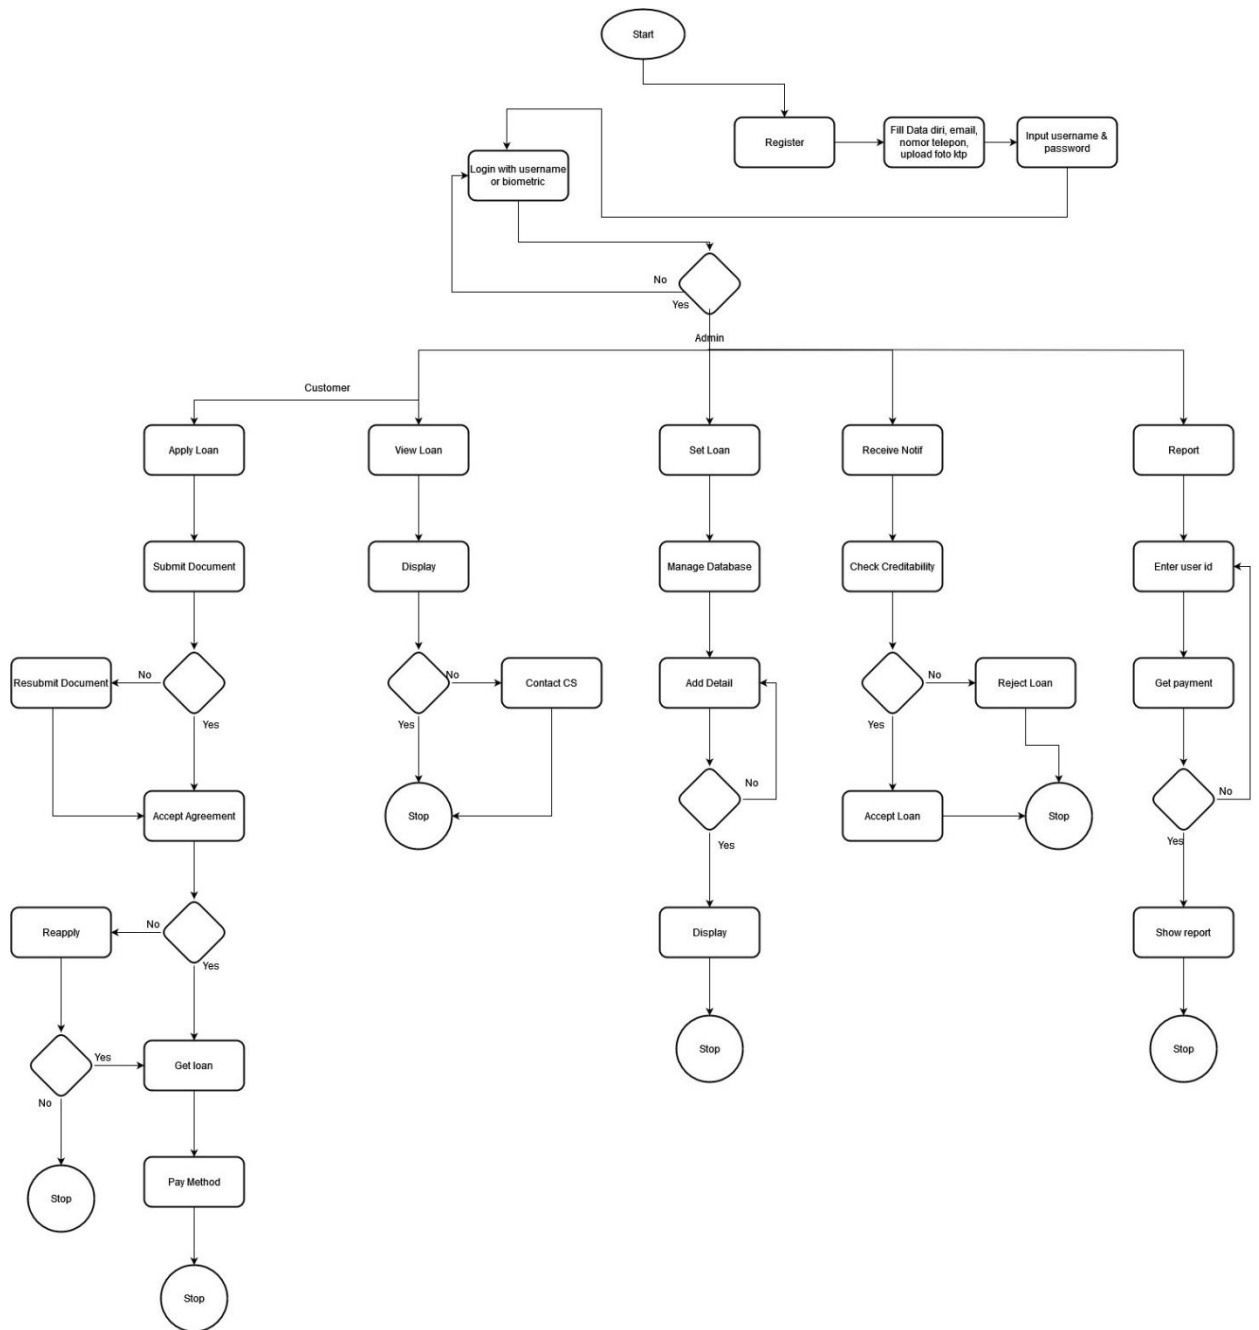 Start
Register
Fill Data diri, email,
nomor telepon,
upload foto ktp
Input username &
password
Login with username
or biometric
No
Yes
Admin
Customer
Apply Loan
View Loan
Set Loan
Receive Notif
Report
Submit Document
Display
Manage Database
Check Creditability
Enter user id
Resubmit Document
No
Yes
No
Contact CS
Yes
Add Detail
No
Reject Loan
Yes
Get payment
Accept Agreement
Stop
No
Yes
Accept Loan
Stop
No
Yes
Reapply
No
Yes
Display
Show report
Yes
No
Get loan
Stop
Stop
Stop
Pay Method
Stop